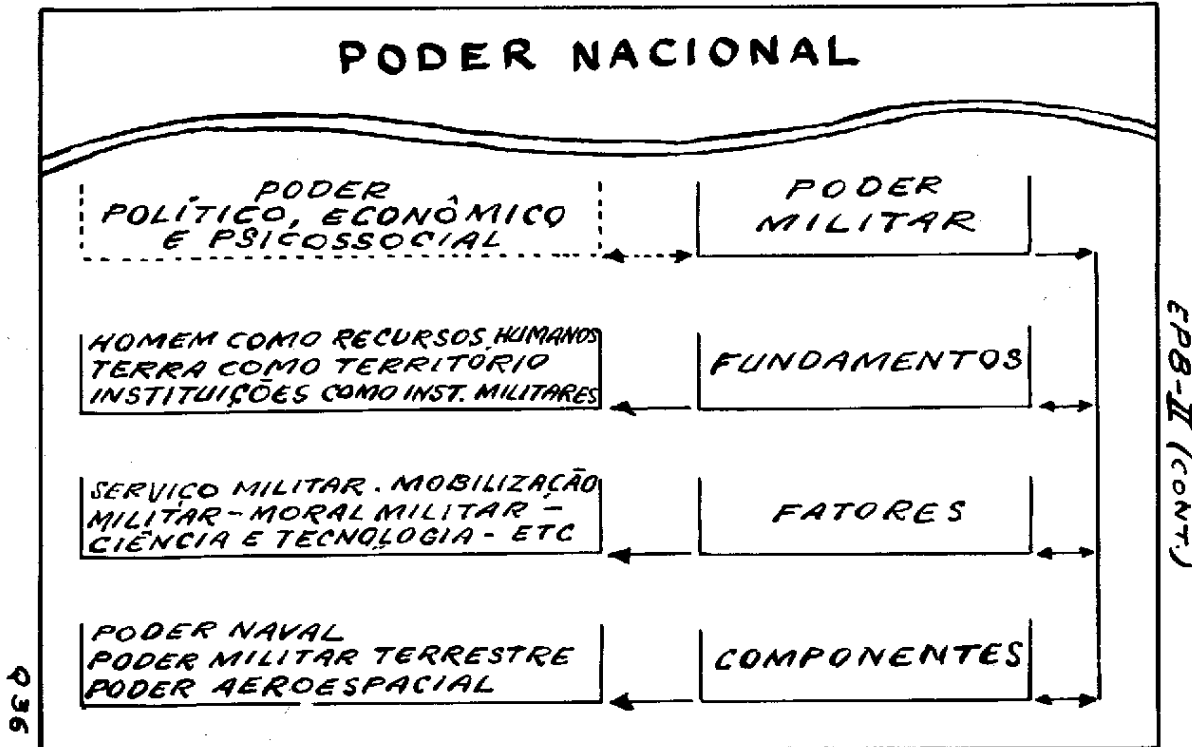 PODER NACIONAL
PODER
POLÍTICO, ECONÔMICO
E PSICOSSOCIAL
PODER
MILITAR
HOMEM COMO RECURSOS HUMANOS
TERRA COMO TERRITÓRIO
INSTITUIÇÕES COMO INST. MILITARES
FUNDAMENTOS
SERVIÇO MILITAR. MOBILIZAÇÃO
MILITAR - MORAL MILITAR -
CIÊNCIA E TECNOLOGIA - ETC
FATORES
PODER NAVAL
PODER MILITAR TERRESTRE
PODER AEROESPACIAL
COMPONENTES
EPB-II (CONT.)
Q36